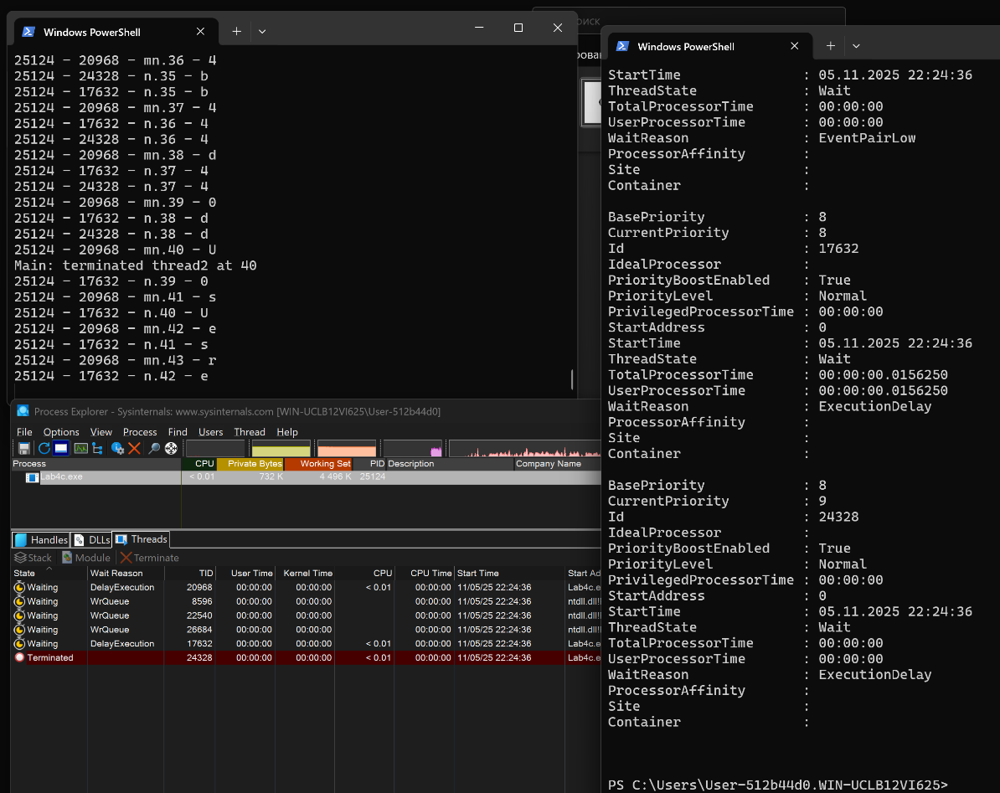 Windows PowerShell
25124 - 20968 - mn.36 - 4
25124 - 24328 - n.35 - b
25124 - 17632 - n.35 - b
25124 - 20968 - mn.37 - 4
25124 - 17632 - n.36 - 4
25124 - 24328 - n.36 - 4
25124 - 20968 - mn.38 - d
25124 - 17632 - n.37 - 4
25124 - 24328 - n.37 - 4
25124 - 20968 - mn.39 - 0
25124 - 17632 - n.38 - d
25124 - 24328 - n.38 - d
25124 - 20968 - mn.40 - U
Main: terminated thread2 at 40
25124 - 17632 - n.39 - 0
25124 - 20968 - mn.41 - s
25124 - 17632 - n.40 - U
25124 - 20968 - mn.42 - e
25124 - 17632 - n.41 - s
25124 - 20968 - mn.43 - r
25124 - 17632 - n.42 - e
Process Explorer - Sysinternals: www.sysinternals.com [WIN-UCLB12VI625\User-512b44d0]
File Options View Process Find Users Thread Help
Process CPU Private Bytes Working Set PID Description Company Name
Lab4c.exe < 0.01 732 K 4 496 K 25124
Handles DLLs Threads
Stack Module Terminate
State Wait Reason TID User Time Kernel Time CPU CPU Time Start Time Start Ad
Waiting DelayExecution 20968 00:00:00 00:00:00 < 0.01 00:00:00 11/05/25 22:24:36 Lab4c.e
Waiting WrQueue 8596 00:00:00 00:00:00 00:00:00 11/05/25 22:24:36 ntdll.dll!
Waiting WrQueue 22540 00:00:00 00:00:00 00:00:00 11/05/25 22:24:36 ntdll.dll!
Waiting WrQueue 26684 00:00:00 00:00:00 00:00:00 11/05/25 22:24:36 ntdll.dll!
Waiting DelayExecution 17632 00:00:00 00:00:00 < 0.01 00:00:00 11/05/25 22:24:36 Lab4c.e
Terminated 24328 00:00:00 00:00:00 < 0.01 00:00:00 11/05/25 22:24:36 Lab4c.e
оиск
рова
Windows PowerShell
StartTime : 05.11.2025 22:24:36
ThreadState : Wait
TotalProcessorTime : 00:00:00
UserProcessorTime : 00:00:00
WaitReason : EventPairLow
ProcessorAffinity :
Site :
Container :
BasePriority : 8
CurrentPriority : 8
Id : 17632
IdealProcessor :
PriorityBoostEnabled : True
PriorityLevel : Normal
PrivilegedProcessorTime : 00:00:00
StartAddress : 0
StartTime : 05.11.2025 22:24:36
ThreadState : Wait
TotalProcessorTime : 00:00:00.0156250
UserProcessorTime : 00:00:00.0156250
WaitReason : ExecutionDelay
ProcessorAffinity :
Site :
Container :
BasePriority : 8
CurrentPriority : 9
Id : 24328
IdealProcessor :
PriorityBoostEnabled : True
PriorityLevel : Normal
PrivilegedProcessorTime : 00:00:00
StartAddress : 0
StartTime : 05.11.2025 22:24:36
ThreadState : Wait
TotalProcessorTime : 00:00:00
UserProcessorTime : 00:00:00
WaitReason : ExecutionDelay
ProcessorAffinity :
Site :
Container :
PS C:\Users\User-512b44d0.WIN-UCLB12VI625>